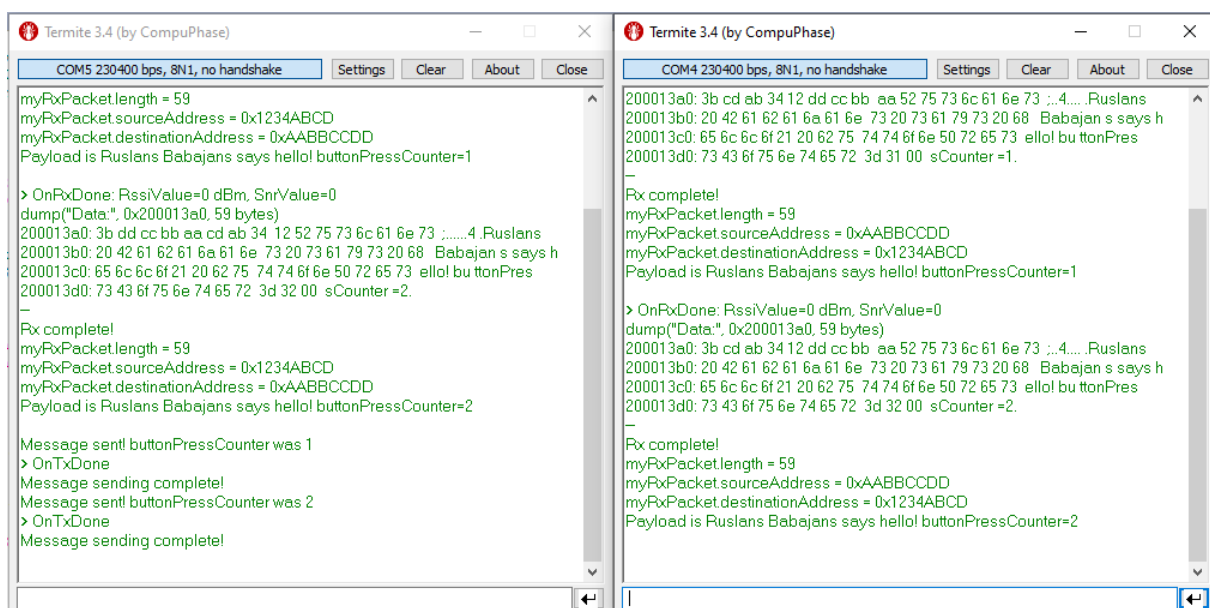 Termite 3.4 (by CompuPhase)
COM5 230400 bps, 8N1, no handshake Settings Clear About Close
myRxPacket.length = 59
myRxPacket.sourceAddress = 0x1234ABCD
myRxPacket.destinationAddress = 0xAABBCCDD
Payload is Ruslans Babajans says hello! buttonPressCounter=1
> OnRxDone: RssiValue=0 dBm, SnrValue=0
dump("Data:", 0x200013a0, 59 bytes)
200013a0: 3b dd cc bb aa cd ab 34  12 52 75 73 6c 61 6e 73  ;.....4 .Ruslans
200013b0: 20 42 61 62 61 6a 61 6e  73 20 73 61 79 73 20 68   Babajan s says h
200013c0: 65 6c 6c 6f 21 20 62 75  74 74 6f 6e 50 72 65 73  ello! bu ttonPres
200013d0: 73 43 6f 75 6e 74 65 72  3d 32 00  sCounter =2.
--
Rx complete!
myRxPacket.length = 59
myRxPacket.sourceAddress = 0x1234ABCD
myRxPacket.destinationAddress = 0xAABBCCDD
Payload is Ruslans Babajans says hello! buttonPressCounter=2
Message sent! buttonPressCounter was 1
> OnTxDone
Message sending complete!
Message sent! buttonPressCounter was 2
> OnTxDone
Message sending complete!
Termite 3.4 (by CompuPhase)
COM4 230400 bps, 8N1, no handshake Settings Clear About Close
200013a0: 3b cd ab 34 12 dd cc bb  aa 52 75 73 6c 61 6e 73  ;..4.... .Ruslans
200013b0: 20 42 61 62 61 6a 61 6e  73 20 73 61 79 73 20 68   Babajan s says h
200013c0: 65 6c 6c 6f 21 20 62 75  74 74 6f 6e 50 72 65 73  ello! bu ttonPres
200013d0: 73 43 6f 75 6e 74 65 72  3d 31 00  sCounter =1.
--
Rx complete!
myRxPacket.length = 59
myRxPacket.sourceAddress = 0xAABBCCDD
myRxPacket.destinationAddress = 0x1234ABCD
Payload is Ruslans Babajans says hello! buttonPressCounter=1
> OnRxDone: RssiValue=0 dBm, SnrValue=0
dump("Data:", 0x200013a0, 59 bytes)
200013a0: 3b cd ab 34 12 dd cc bb  aa 52 75 73 6c 61 6e 73  ;..4.... .Ruslans
200013b0: 20 42 61 62 61 6a 61 6e  73 20 73 61 79 73 20 68   Babajan s says h
200013c0: 65 6c 6c 6f 21 20 62 75  74 74 6f 6e 50 72 65 73  ello! bu ttonPres
200013d0: 73 43 6f 75 6e 74 65 72  3d 32 00  sCounter =2.
--
Rx complete!
myRxPacket.length = 59
myRxPacket.sourceAddress = 0xAABBCCDD
myRxPacket.destinationAddress = 0x1234ABCD
Payload is Ruslans Babajans says hello! buttonPressCounter=2